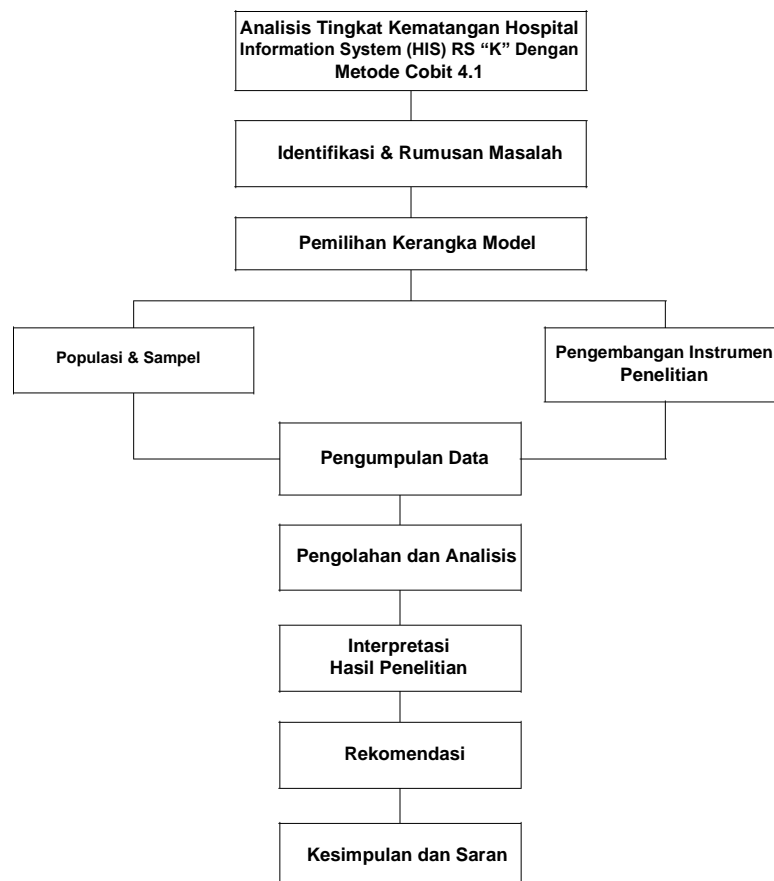 Analisis Tingkat Kematangan Hospital
Information System (HIS) RS “K” Dengan
Metode Cobit 4.1
Identifikasi & Rumusan Masalah
Pemilihan Kerangka Model
Populasi & Sampel
Pengembangan Instrumen
Penelitian
Pengumpulan Data
Pengolahan dan Analisis
Interpretasi
Hasil Penelitian
Rekomendasi
Kesimpulan dan Saran